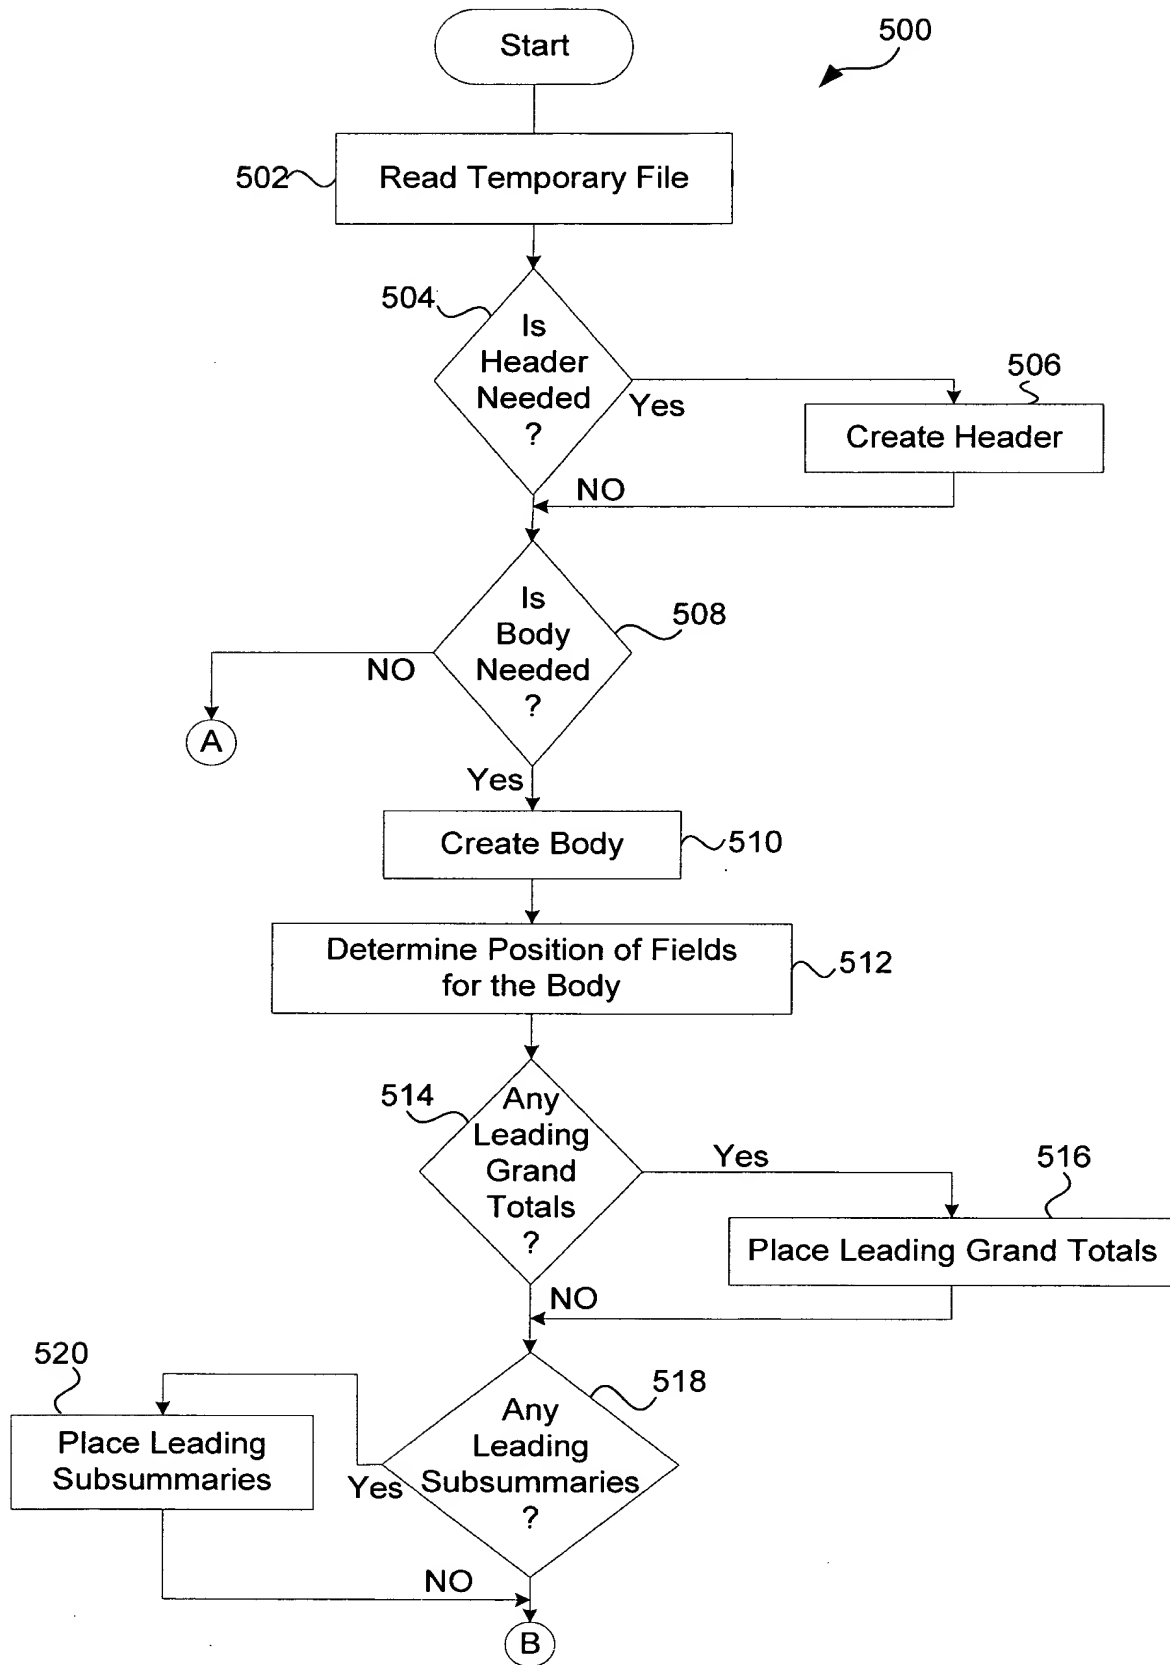 Start
500
502
Read Temporary File
504
Is
Header
Needed
?
Yes
506
Create Header
NO
Is
Body
Needed
?
508
NO
A
Yes
Create Body
510
Determine Position of Fields
for the Body
512
514
Any
Leading
Grand
Totals
?
Yes
516
Place Leading Grand Totals
NO
520
Place Leading
Subsummaries
518
Any
Leading
Subsummaries
?
Yes
NO
B